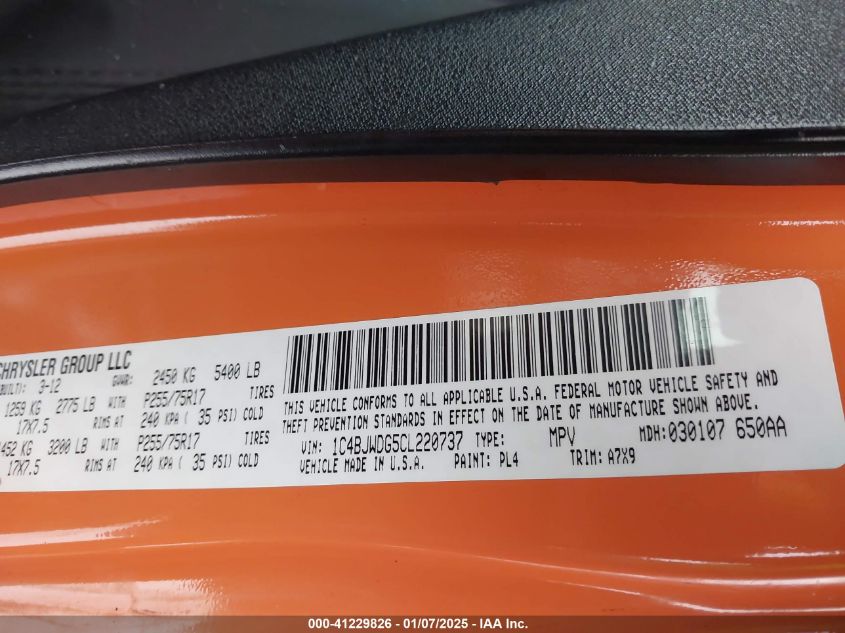 CHRYSLER GROUP LLC
BUILT): 3-12 GVWR: 2450 KG 5400 LB
1259 KG 2775 LB WITH P255/75R17 TIRES
17X7.5 RIMS AT 240 KPA ( 35 PSI) COLD
1452 KG 3200 LB WITH P255/75R17 TIRES
17X7.5 RIMS AT 240 KPA ( 35 PSI) COLD
THIS VEHICLE CONFORMS TO ALL APPLICABLE U.S.A. FEDERAL MOTOR VEHICLE SAFETY AND
THEFT PREVENTION STANDARDS IN EFFECT ON THE DATE OF MANUFACTURE SHOWN ABOVE.
VIN: 1C4BJWDG5CL220737 TYPE: MPV MDH:030107 650AA
VEHICLE MADE IN U.S.A. PAINT: PL4 TRIM: A7X9
000-41229826 - 01/07/2025 - IAA Inc.